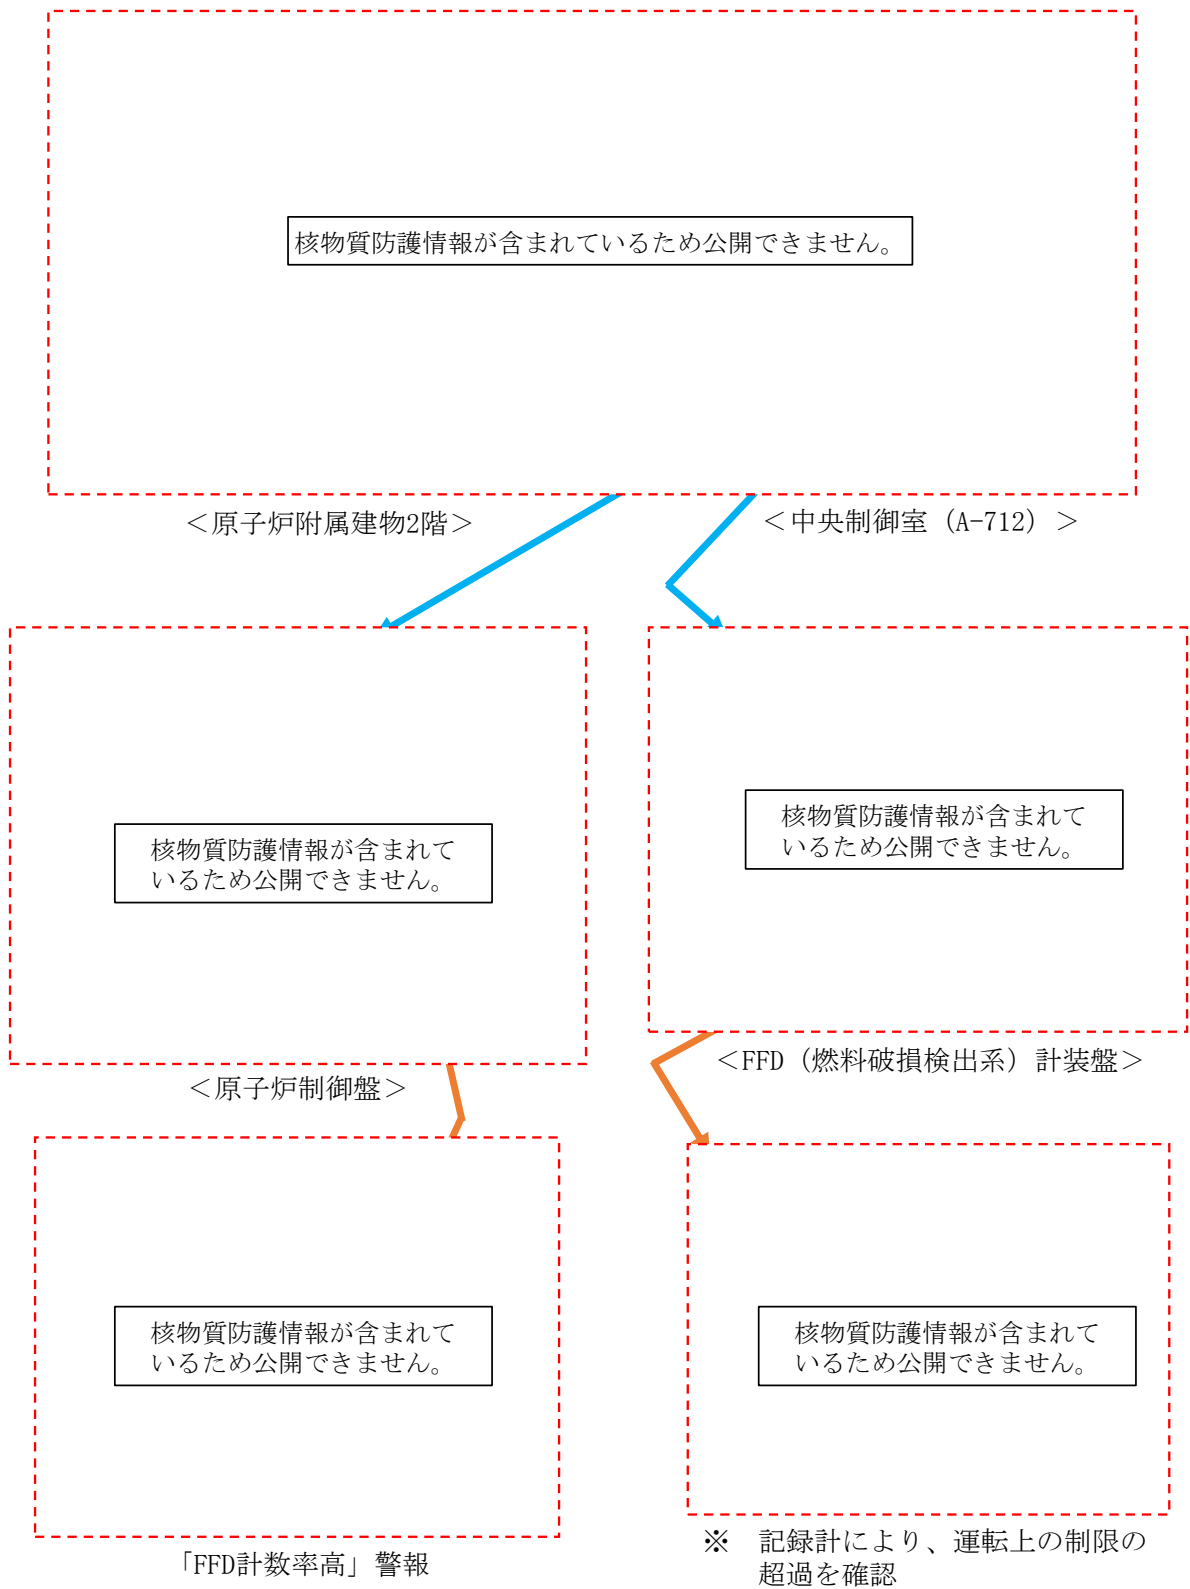 核物質防護情報が含まれているため公開できません。
＜原子炉附属建物2階＞
＜中央制御室（A-712）＞
核物質防護情報が含まれて
いるため公開できません。
核物質防護情報が含まれて
いるため公開できません。
＜原子炉制御盤＞
＜FFD（燃料破損検出系）計装盤＞
核物質防護情報が含まれて
いるため公開できません。
核物質防護情報が含まれて
いるため公開できません。
「FFD計数率高」警報
※　記録計により、運転上の制限の
超過を確認